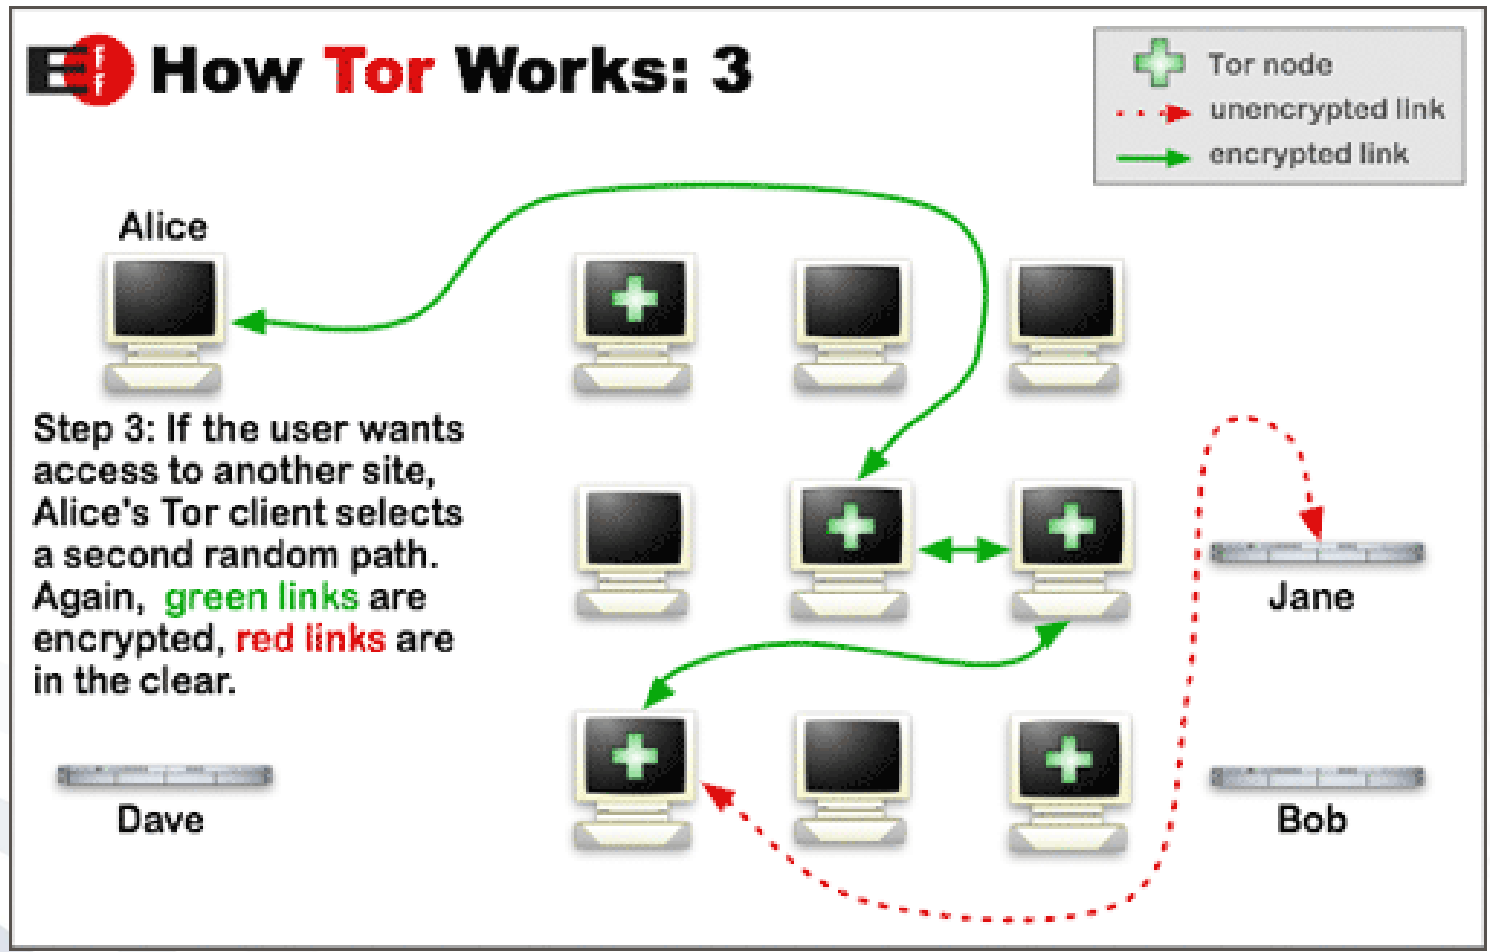 E f f How Tor Works: 3
Tor node
unencrypted link
encrypted link
Alice
Step 3: If the user wants
access to another site,
Alice's Tor client selects
a second random path.
Again, green links are
encrypted, red links are
in the clear.
Jane
Dave
Bob